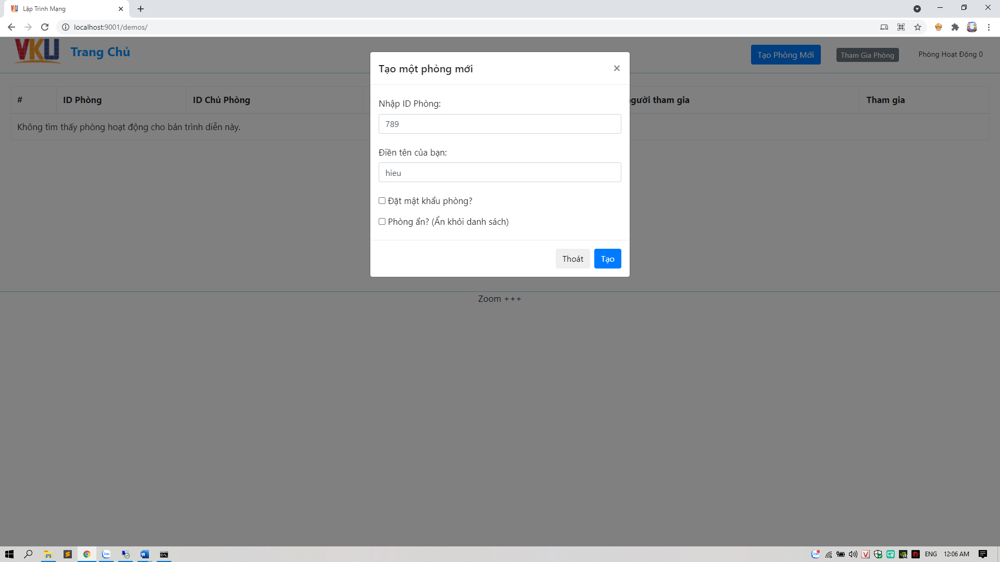 Lập Trình Mạng
localhost:9001/demos/
VKU
Trang Chủ
Tạo Phòng Mới
Tham Gia Phòng
Phòng Hoạt Động 0
Tạo một phòng mới
×
# ID Phòng ID Chủ Phòng gười tham gia Tham gia
Không tìm thấy phòng hoạt động cho bản trình diễn này.
Nhập ID Phòng:
789
Điền tên của bạn:
hieu
Đặt mật khẩu phòng?
Phòng ẩn? (Ẩn khỏi danh sách)
Thoát
Tạo
Zoom +++
ENG
12:06 AM